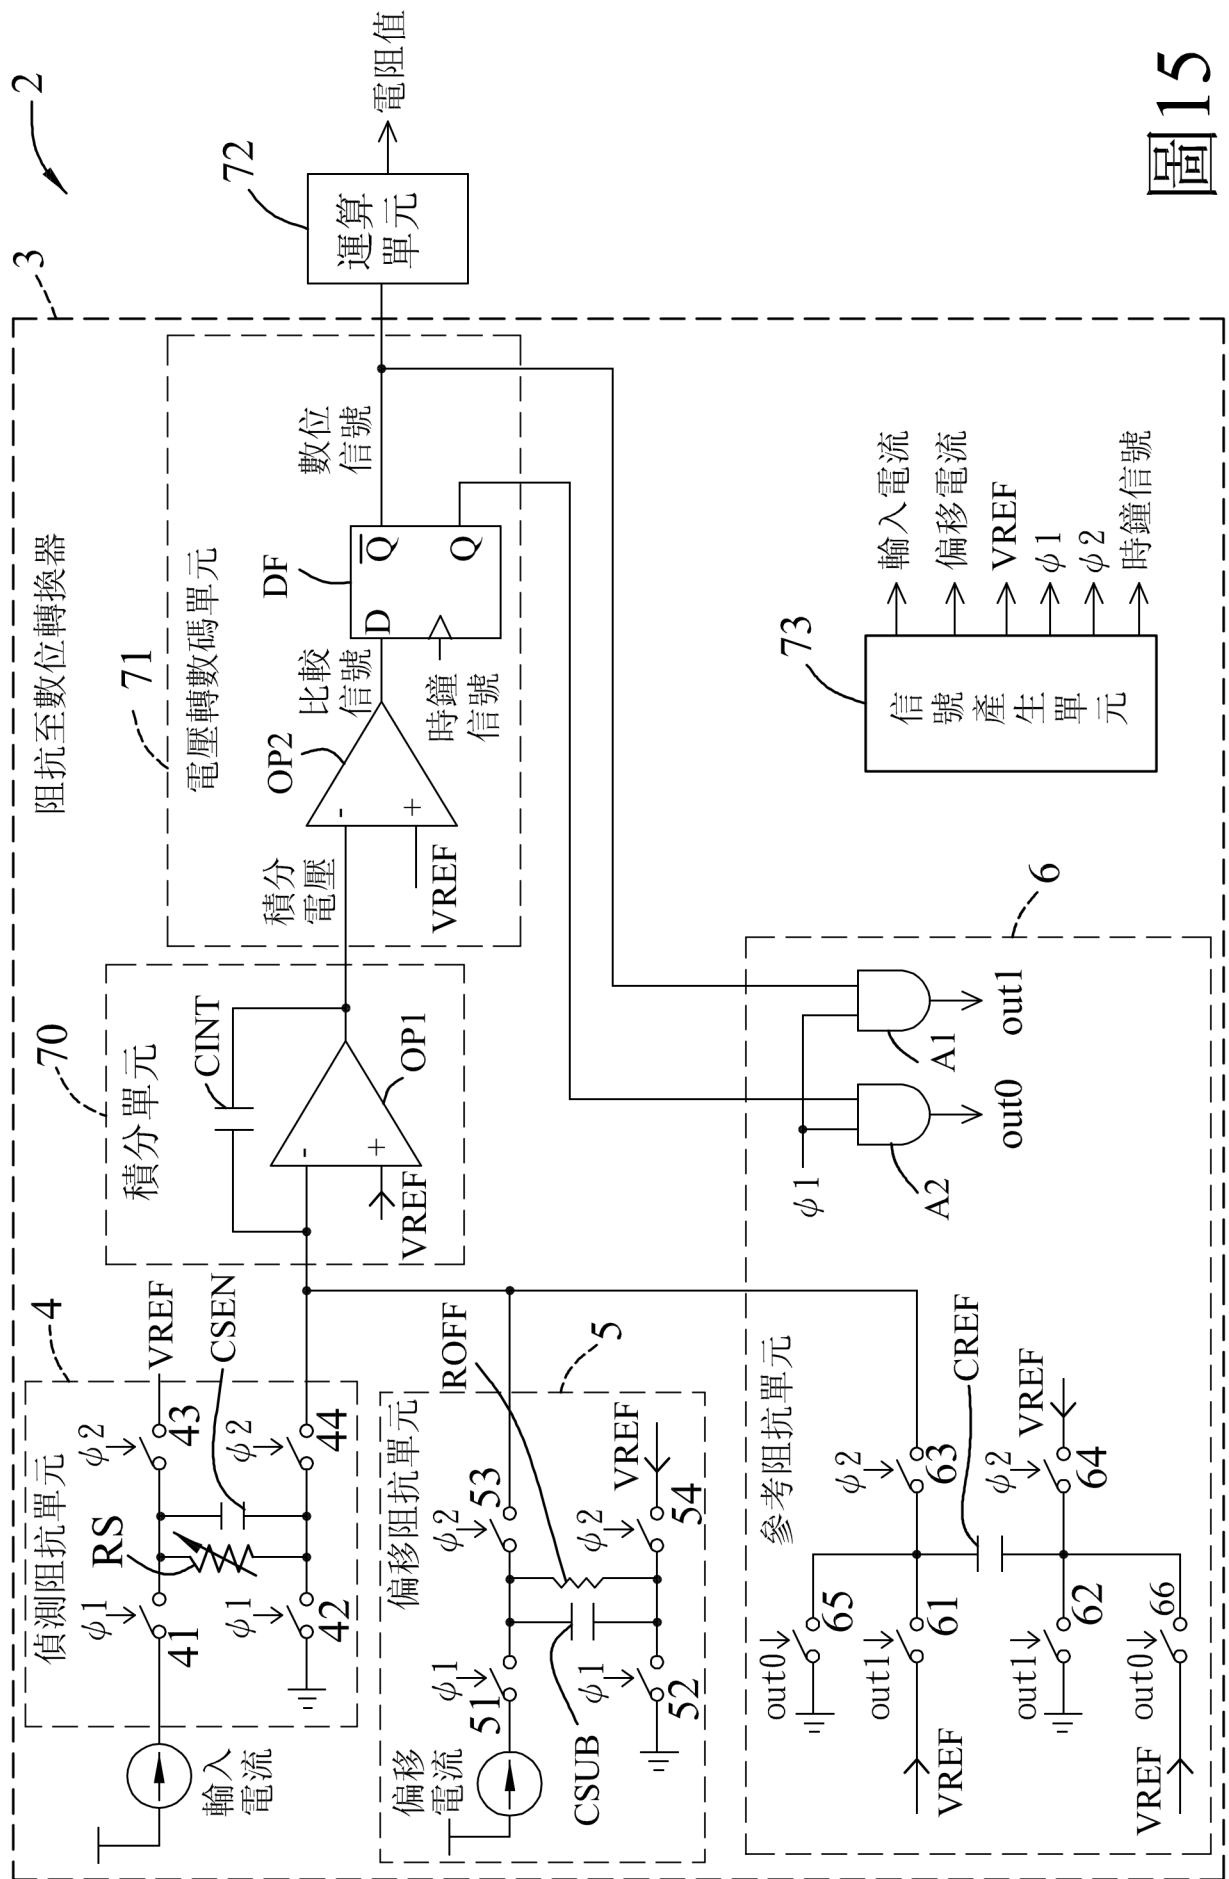 2
3
阻抗至數位轉換器
4
偵測阻抗單元
φ1
41
RS
φ2
43
VREF
CSEN
φ1
42
φ2
44
輸入
電流
70
積分單元
CINT
-
+
OP1
VREF
積分
電壓
71
電壓轉數碼單元
OP2
-
+
VREF
比較
信號
DF
D
Q
Q
時鐘
信號
數位
信號
72
運算
單元
電阻值
5
偏移阻抗單元
偏移
電流
φ1
51
φ2
53
ROFF
CSUB
φ1
52
φ2
54
VREF
6
參考阻抗單元
out0
65
out1
61
VREF
φ2
63
CREF
out1
62
φ2
64
VREF
out0
66
VREF
φ1
A2
out0
A1
out1
73
信號產生單元
輸入電流
偏移電流
VREF
φ1
φ2
時鐘信號
圖15